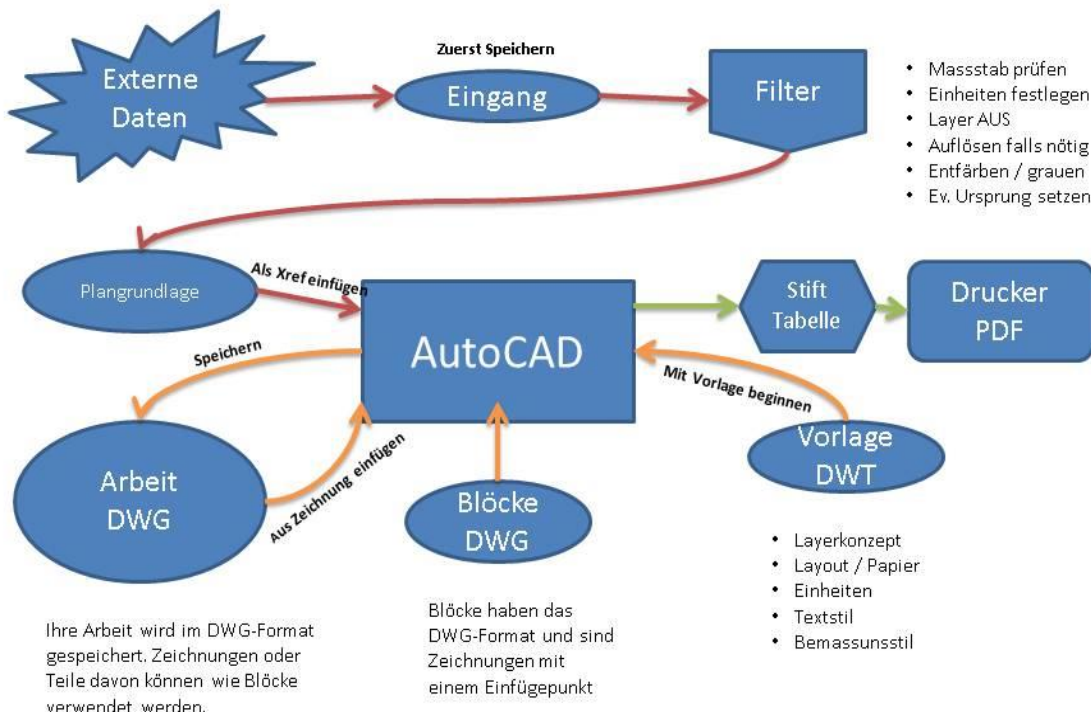 Externe
Daten
Zuerst Speichern
Eingang
Filter
• Massstab prüfen
• Einheiten festlegen
• Layer AUS
• Auflösen falls nötig
• Entfärben / grauen
• Ev. Ursprung setzen
Plangrundlage
Als Xref einfügen
AutoCAD
Stift
Tabelle
Drucker
PDF
Speichern
Mit Vorlage beginnen
Arbeit
DWG
Aus Zeichnung einfügen
Blöcke
DWG
Vorlage
DWT
• Layerkonzept
• Layout / Papier
• Einheiten
• Textstil
• Bemassunsstil
Ihre Arbeit wird im DWG-Format
gespeichert. Zeichnungen oder
Teile davon können wie Blöcke
verwendet werden.
Blöcke haben das
DWG-Format und sind
Zeichnungen mit
einem Einfügepunkt